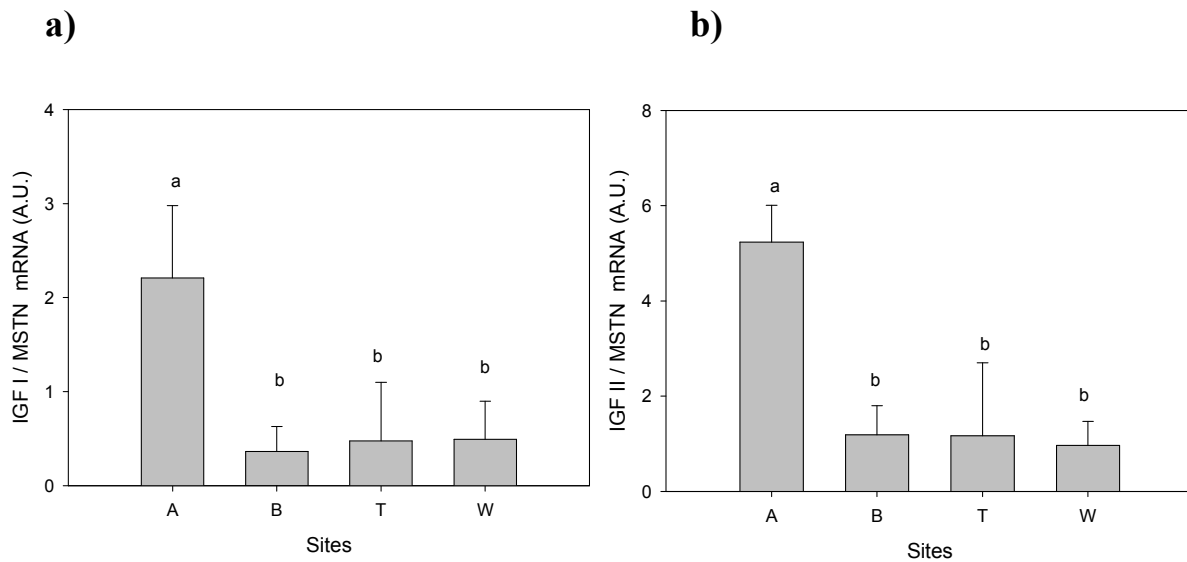 a)
IGF I / MSTN mRNA (A.U.)
4
3
2
1
0
a
b
b
b
A B T W
Sites
b)
IGF II / MSTN mRNA (A.U.)
8
6
4
2
0
a
b
b
b
A B T W
Sites